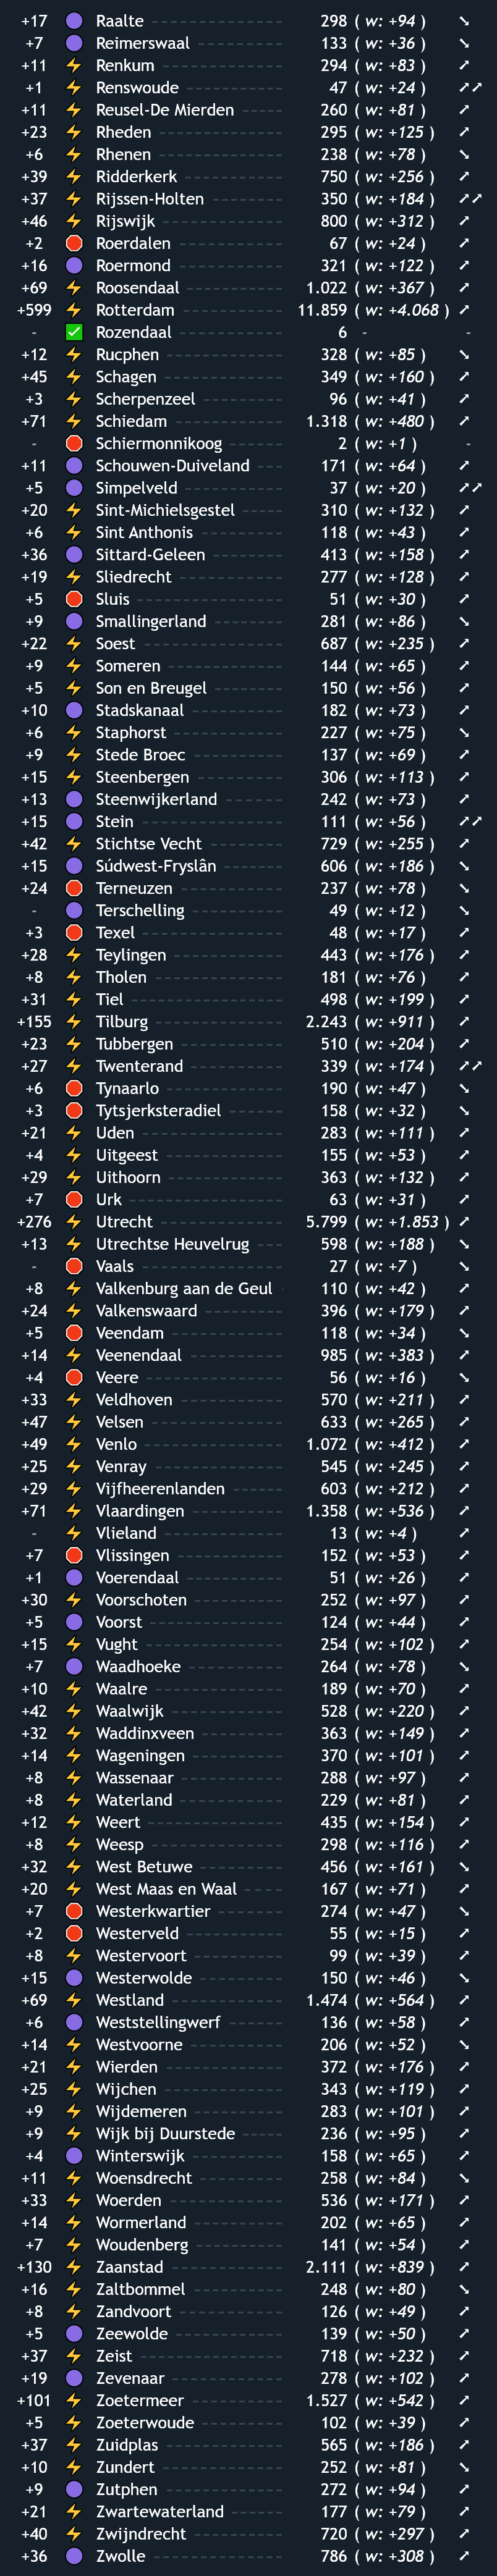 +17 Raalte 298 ( w: +94 ) ↘
+7 Reimerswaal 133 ( w: +36 ) ↘
+11 Renkum 294 ( w: +83 ) ↗
+1 Renswoude 47 ( w: +24 ) ↗↗
+11 Reusel-De Mierden 260 ( w: +81 ) ↗
+23 Rheden 295 ( w: +125 ) ↗
+6 Rhenen 238 ( w: +78 ) ↘
+39 Ridderkerk 750 ( w: +256 ) ↗
+37 Rijssen-Holten 350 ( w: +184 ) ↗↗
+46 Rijswijk 800 ( w: +312 ) ↗
+2 Roerdalen 67 ( w: +24 ) ↗
+16 Roermond 321 ( w: +122 ) ↗
+69 Roosendaal 1.022 ( w: +367 ) ↗
+599 Rotterdam 11.859 ( w: +4.068 ) ↗
- Rozendaal 6 - -
+12 Rucphen 328 ( w: +85 ) ↘
+45 Schagen 349 ( w: +160 ) ↗
+3 Scherpenzeel 96 ( w: +41 ) ↗
+71 Schiedam 1.318 ( w: +480 ) ↗
- Schiermonnikoog 2 ( w: +1 ) -
+11 Schouwen-Duiveland 171 ( w: +64 ) ↗
+5 Simpelveld 37 ( w: +20 ) ↗↗
+20 Sint-Michielsgestel 310 ( w: +132 ) ↗
+6 Sint Anthonis 118 ( w: +43 ) ↗
+36 Sittard-Geleen 413 ( w: +158 ) ↗
+19 Sliedrecht 277 ( w: +128 ) ↗
+5 Sluis 51 ( w: +30 ) ↗
+9 Smallingerland 281 ( w: +86 ) ↘
+22 Soest 687 ( w: +235 ) ↗
+9 Someren 144 ( w: +65 ) ↗
+5 Son en Breugel 150 ( w: +56 ) ↗
+10 Stadskanaal 182 ( w: +73 ) ↗
+6 Staphorst 227 ( w: +75 ) ↘
+9 Stede Broec 137 ( w: +69 ) ↗
+15 Steenbergen 306 ( w: +113 ) ↗
+13 Steenwijkerland 242 ( w: +73 ) ↗
+15 Stein 111 ( w: +56 ) ↗↗
+42 Stichtse Vecht 729 ( w: +255 ) ↗
+15 Súdwest-Fryslân 606 ( w: +186 ) ↘
+24 Terneuzen 237 ( w: +78 ) ↘
- Terschelling 49 ( w: +12 ) ↘
+3 Texel 48 ( w: +17 ) ↗
+28 Teylingen 443 ( w: +176 ) ↗
+8 Tholen 181 ( w: +76 ) ↗
+31 Tiel 498 ( w: +199 ) ↗
+155 Tilburg 2.243 ( w: +911 ) ↗
+23 Tubbergen 510 ( w: +204 ) ↗
+27 Twenterand 339 ( w: +174 ) ↗↗
+6 Tynaarlo 190 ( w: +47 ) ↘
+3 Tytsjerksteradiel 158 ( w: +32 ) ↘
+21 Uden 283 ( w: +111 ) ↗
+4 Uitgeest 155 ( w: +53 ) ↗
+29 Uithoorn 363 ( w: +132 ) ↗
+7 Urk 63 ( w: +31 ) ↗
+276 Utrecht 5.799 ( w: +1.853 ) ↗
+13 Utrechtse Heuvelrug 598 ( w: +188 ) ↘
- Vaals 27 ( w: +7 ) ↘
+8 Valkenburg aan de Geul 110 ( w: +42 ) ↗
+24 Valkenswaard 396 ( w: +179 ) ↗
+5 Veendam 118 ( w: +34 ) ↘
+14 Veenendaal 985 ( w: +383 ) ↗
+4 Veere 56 ( w: +16 ) ↘
+33 Veldhoven 570 ( w: +211 ) ↗
+47 Velsen 633 ( w: +265 ) ↗
+49 Venlo 1.072 ( w: +412 ) ↗
+25 Venray 545 ( w: +245 ) ↗
+29 Vijfheerenlanden 603 ( w: +212 ) ↗
+71 Vlaardingen 1.358 ( w: +536 ) ↗
- Vlieland 13 ( w: +4 ) ↗
+7 Vlissingen 152 ( w: +53 ) ↗
+1 Voerendaal 51 ( w: +26 ) ↗
+30 Voorschoten 252 ( w: +97 ) ↗
+5 Voorst 124 ( w: +44 ) ↗
+15 Vught 254 ( w: +102 ) ↗
+7 Waadhoeke 264 ( w: +78 ) ↘
+10 Waalre 189 ( w: +70 ) ↗
+42 Waalwijk 528 ( w: +220 ) ↗
+32 Waddinxveen 363 ( w: +149 ) ↗
+14 Wageningen 370 ( w: +101 ) ↗
+8 Wassenaar 288 ( w: +97 ) ↗
+8 Waterland 229 ( w: +81 ) ↗
+12 Weert 435 ( w: +154 ) ↗
+8 Weesp 298 ( w: +116 ) ↗
+32 West Betuwe 456 ( w: +161 ) ↘
+20 West Maas en Waal 167 ( w: +71 ) ↗
+7 Westerkwartier 274 ( w: +47 ) ↘
+2 Westerveld 55 ( w: +15 ) ↗
+8 Westervoort 99 ( w: +39 ) ↗
+15 Westerwolde 150 ( w: +46 ) ↘
+69 Westland 1.474 ( w: +564 ) ↗
+6 Weststellingwerf 136 ( w: +58 ) ↗
+14 Westvoorne 206 ( w: +52 ) ↘
+21 Wierden 372 ( w: +176 ) ↗
+25 Wijchen 343 ( w: +119 ) ↗
+9 Wijdemeren 283 ( w: +101 ) ↗
+9 Wijk bij Duurstede 236 ( w: +95 ) ↗
+4 Winterswijk 158 ( w: +65 ) ↗
+11 Woensdrecht 258 ( w: +84 ) ↘
+33 Woerden 536 ( w: +171 ) ↗
+14 Wormerland 202 ( w: +65 ) ↗
+7 Woudenberg 141 ( w: +54 ) ↗
+130 Zaanstad 2.111 ( w: +839 ) ↗
+16 Zaltbommel 248 ( w: +80 ) ↘
+8 Zandvoort 126 ( w: +49 ) ↗
+5 Zeewolde 139 ( w: +50 ) ↗
+37 Zeist 718 ( w: +232 ) ↗
+19 Zevenaar 278 ( w: +102 ) ↗
+101 Zoetermeer 1.527 ( w: +542 ) ↗
+5 Zoeterwoude 102 ( w: +39 ) ↗
+37 Zuidplas 565 ( w: +186 ) ↗
+10 Zundert 252 ( w: +81 ) ↘
+9 Zutphen 272 ( w: +94 ) ↗
+21 Zwartewaterland 177 ( w: +79 ) ↗
+40 Zwijndrecht 720 ( w: +297 ) ↗
+36 Zwolle 786 ( w: +308 ) ↗